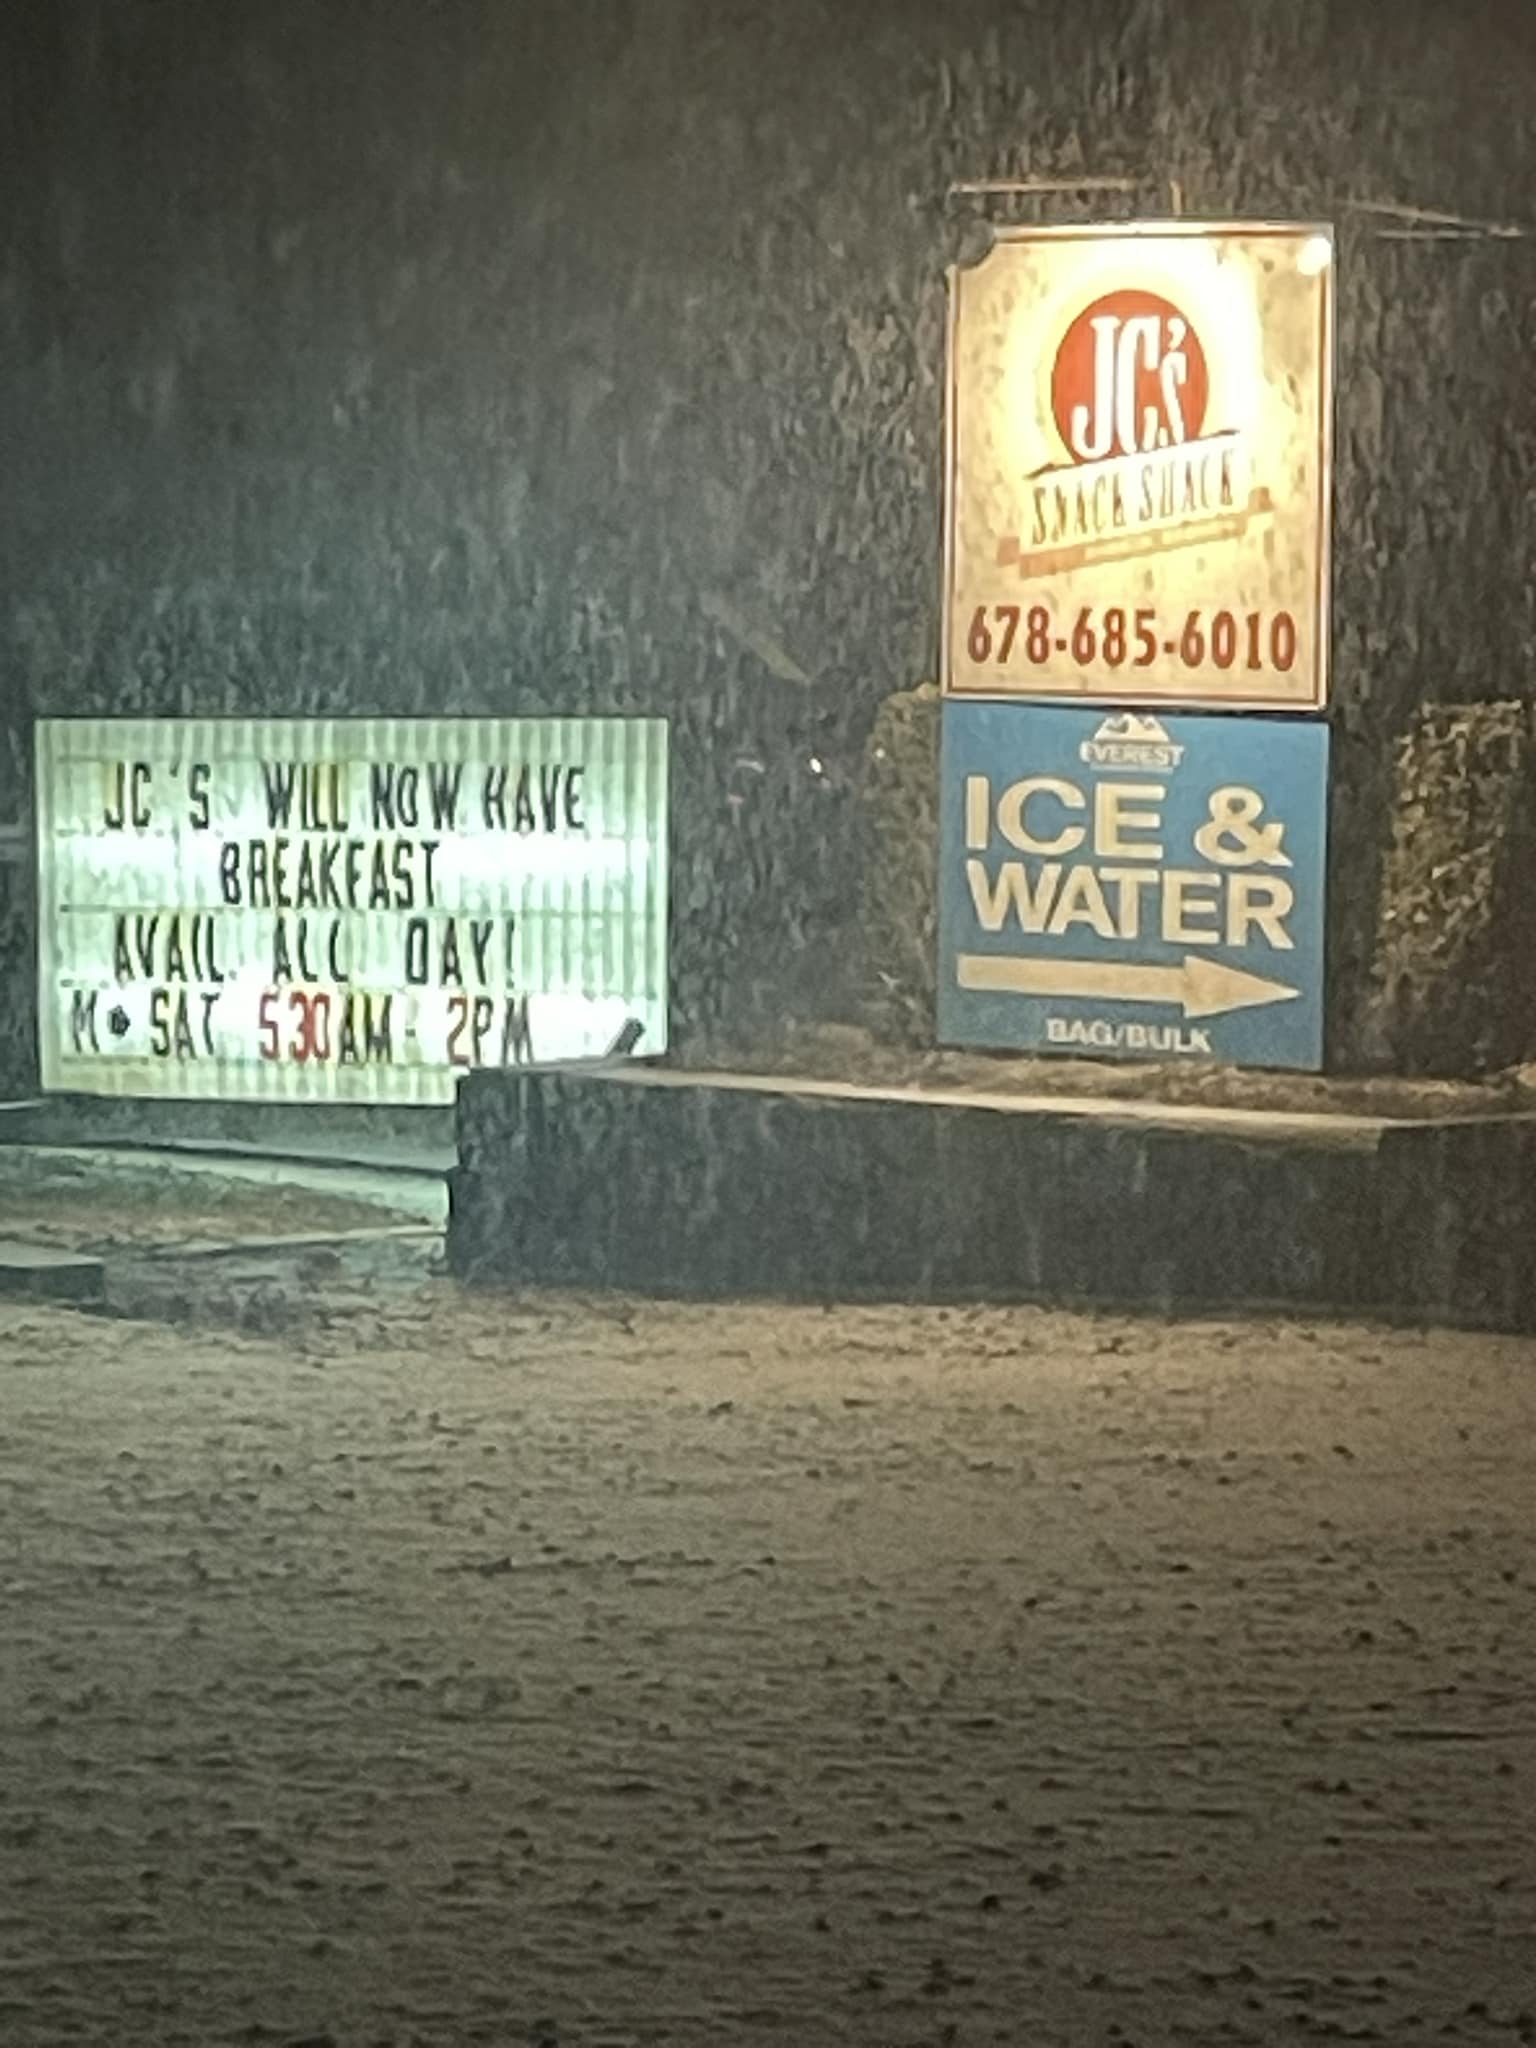 JC'S WILL NOW HAVE
BREAKFAST
AVAIL. ALL DAY!
M • SAT 530AM - 2PM
JC's
SNACK SHACK
678-685-6010
EVEREST
ICE &
WATER
BAG/BULK